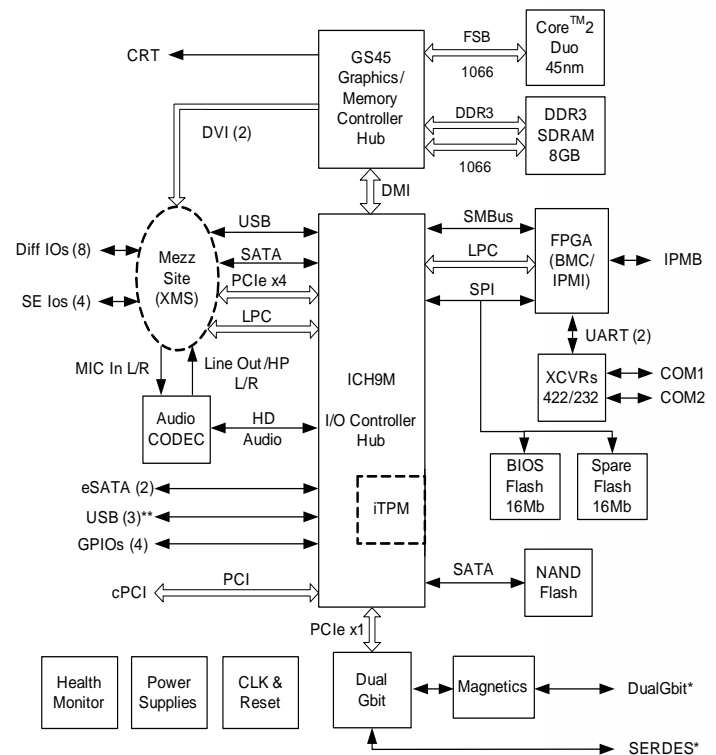 CRT
GS45
Graphics/
Memory
Controller
Hub
FSB
1066
Core™2
Duo
45nm
DVI (2)
DDR3
1066
DDR3
SDRAM
8GB
DMI
Diff IOs (8)
SE Ios (4)
Mezz
Site
(XMS)
USB
SATA
PCIe x4
LPC
SMBus
LPC
SPI
FPGA
(BMC/
IPMI)
IPMB
UART (2)
MIC In L/R
Line Out/HP
L/R
ICH9M
I/O Controller
Hub
XCVRs
422/232
COM1
COM2
Audio
CODEC
HD
Audio
BIOS
Flash
16Mb
Spare
Flash
16Mb
eSATA (2)
USB (3)**
GPIOs (4)
iTPM
cPCI
PCI
SATA
NAND
Flash
PCIe x1
Health
Monitor
Power
Supplies
CLK &
Reset
Dual
Gbit
Magnetics
DualGbit*
SERDES*